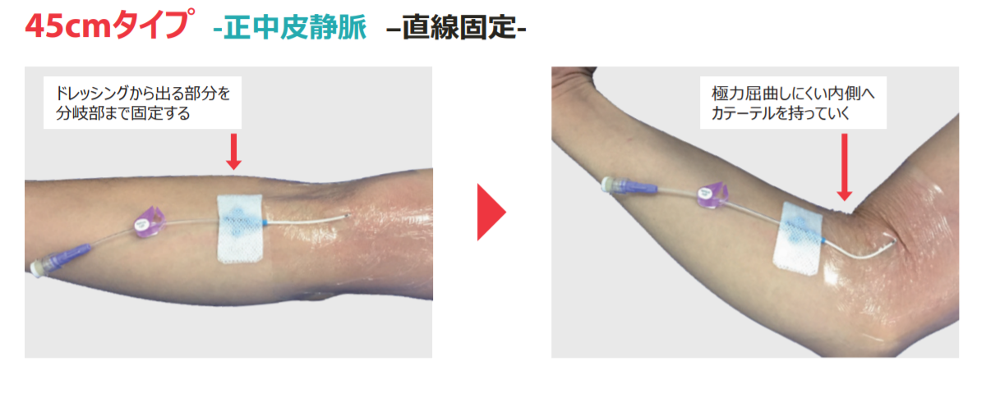 45cmタイプ -正中皮静脈 –直線固定-
ドレッシングから出る部分を
分岐部まで固定する
極力屈曲しにくい内側へ
カテーテルを持っていく